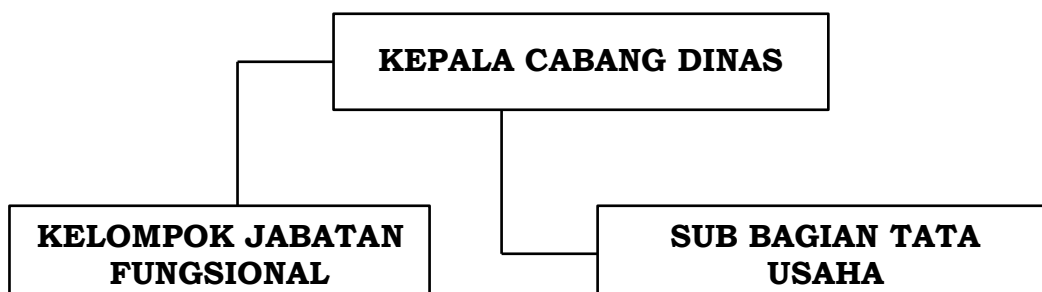 KEPALA CABANG DINAS
KELOMPOK JABATAN
FUNGSIONAL
SUB BAGIAN TATA
USAHA